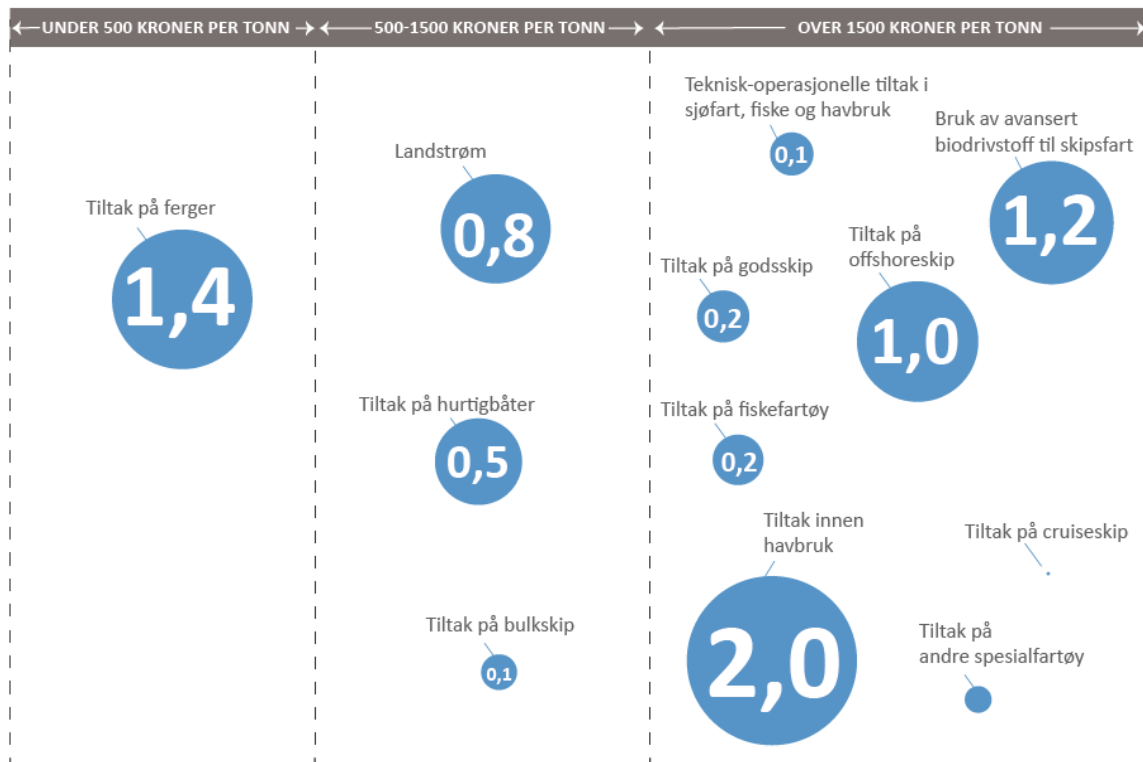 UNDER 500 KRONER PER TONN
500-1500 KRONER PER TONN
OVER 1500 KRONER PER TONN
Tiltak på ferger
1,4
Landstrøm
0,8
Tiltak på hurtigbåter
0,5
Tiltak på bulkskip
0,1
Teknisk-operasjonelle tiltak i
sjøfart, fiske og havbruk
0,1
Bruk av avansert
biodrivstoff til skipsfart
1,2
Tiltak på godsskip
0,2
Tiltak på
offshoreskip
1,0
Tiltak på fiskefartøy
0,2
Tiltak innen
havbruk
2,0
Tiltak på cruiseskip
Tiltak på
andre spesialfartøy